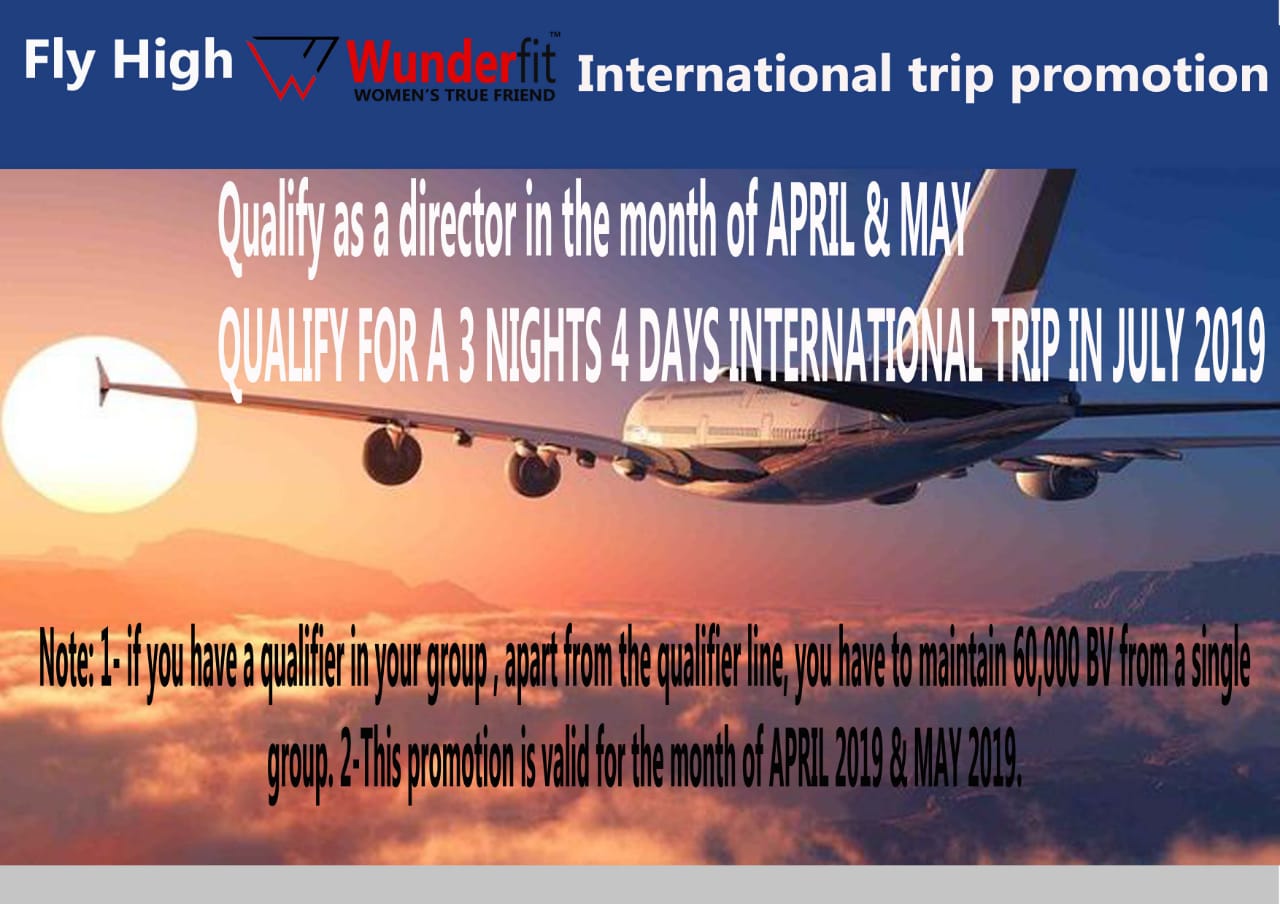 Fly High Wunderfit™ International trip promotion
WOMEN'S TRUE FRIEND
Qualify as a director in the month of APRIL & MAY
QUALIFY FOR A 3 NIGHTS 4 DAYS INTERNATIONAL TRIP IN JULY 2019
Note: 1- if you have a qualifier in your group , apart from the qualifier line, you have to maintain 60,000 BV from a single
group. 2-This promotion is valid for the month of APRIL 2019 & MAY 2019.